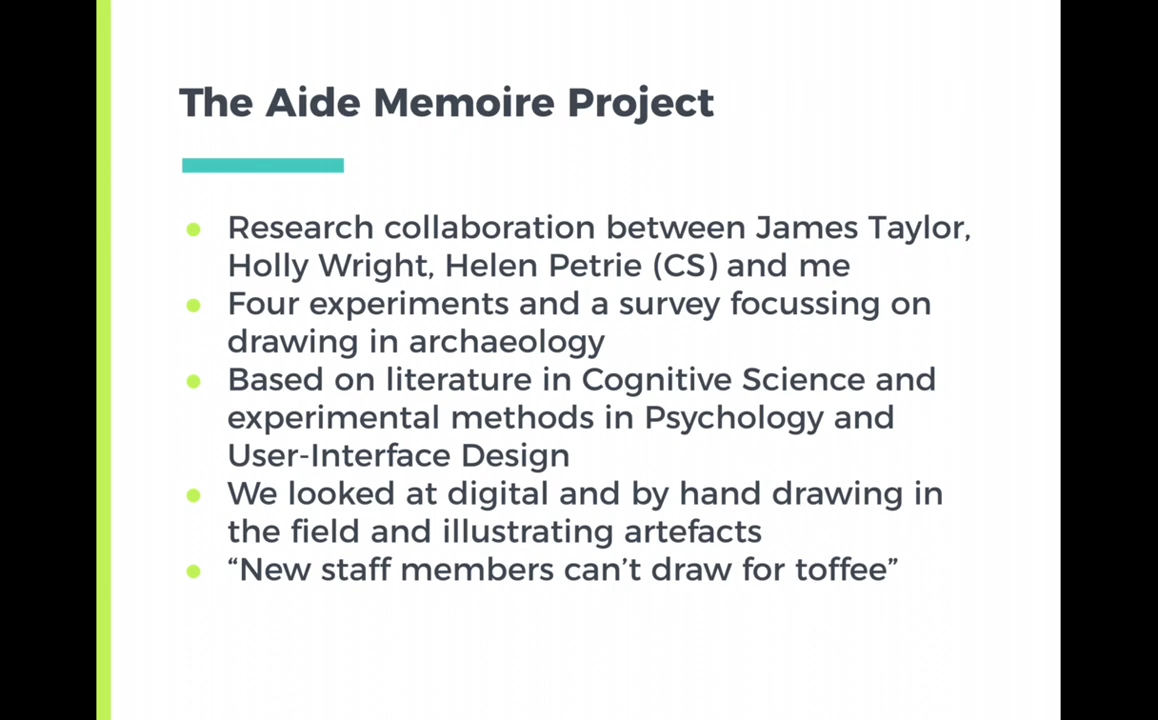 The Aide Memoire Project
● Research collaboration between James Taylor,
Holly Wright, Helen Petrie (CS) and me
● Four experiments and a survey focussing on
drawing in archaeology
● Based on literature in Cognitive Science and
experimental methods in Psychology and
User-Interface Design
● We looked at digital and by hand drawing in
the field and illustrating artefacts
● “New staff members can’t draw for toffee”